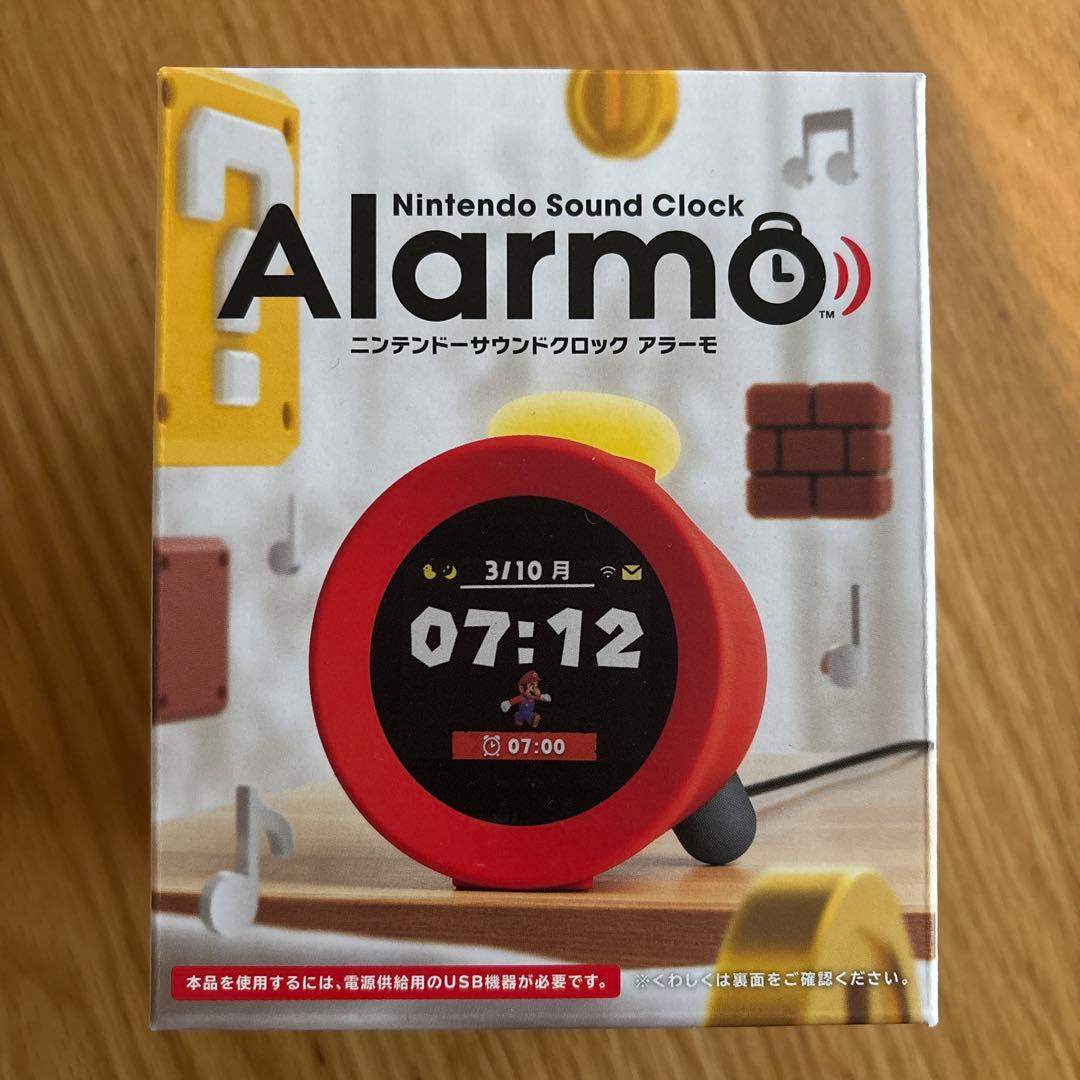 Nintendo Sound Clock
Alarmo
TM
ニンテンドーサウンドクロック アラーモ
3/10 月
07:12
07:00
本品を使用するには、電源供給用のUSB機器が必要です。
※くわしくは裏面をご確認ください。